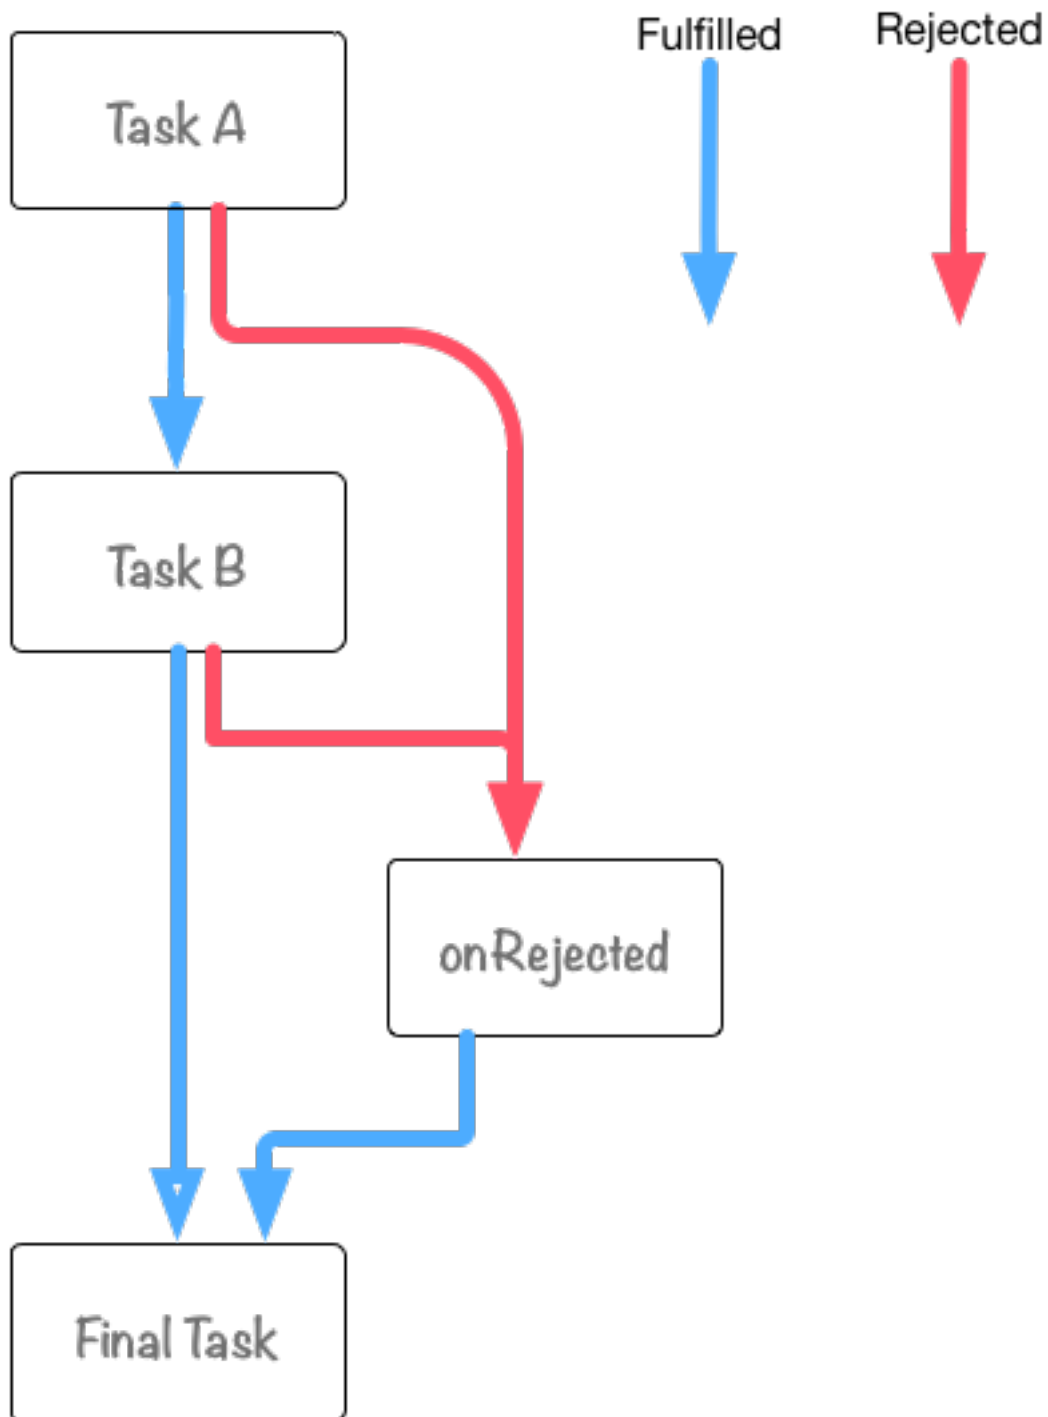 Fulfilled
Rejected
Task A
Task B
onRejected
Final Task